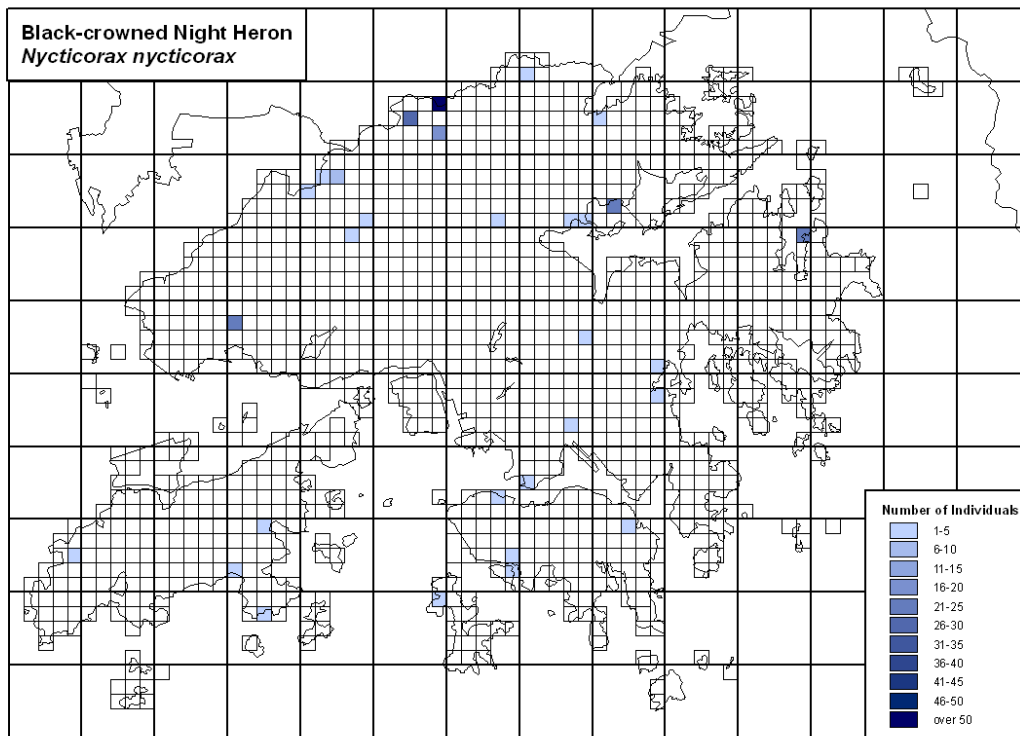 Black-crowned Night Heron
Nycticorax nycticorax
Number of Individuals
1-5
6-10
11-15
16-20
21-25
26-30
31-35
36-40
41-45
46-50
over 50